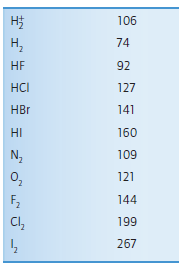 H₂⁺ 106
H₂ 74
HF 92
HCl 127
HBr 141
HI 160
N₂ 109
O₂ 121
F₂ 144
Cl₂ 199
I₂ 267